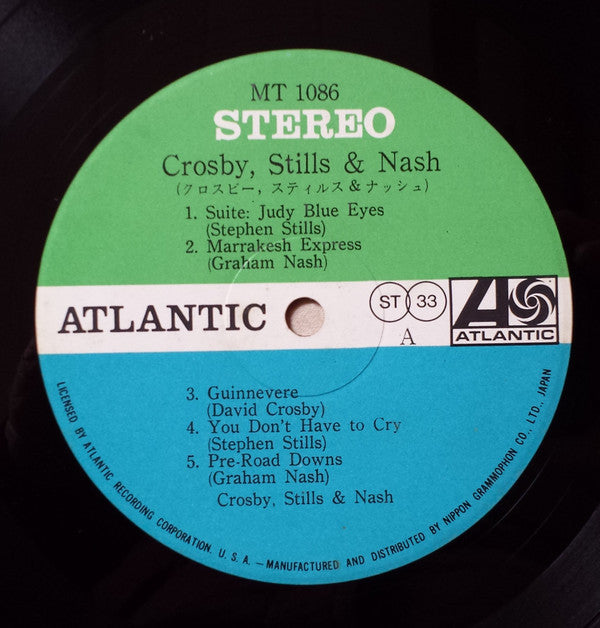 MT 1086
STEREO
Crosby, Stills & Nash
(クロスビー, スティルス&ナッシュ)
1. Suite: Judy Blue Eyes
(Stephen Stills)
2. Marrakesh Express
(Graham Nash)
ATLANTIC
ST 33
A
ATLANTIC
3. Guinnevere
(David Crosby)
4. You Don't Have to Cry
(Stephen Stills)
5. Pre-Road Downs
(Graham Nash)
Crosby, Stills & Nash
LICENSED BY ATLANTIC RECORDING CORPORATION. U. S. A. — MANUFACTURED AND DISTRIBUTED BY NIPPON GRAMMOPHON CO., LTD., JAPAN